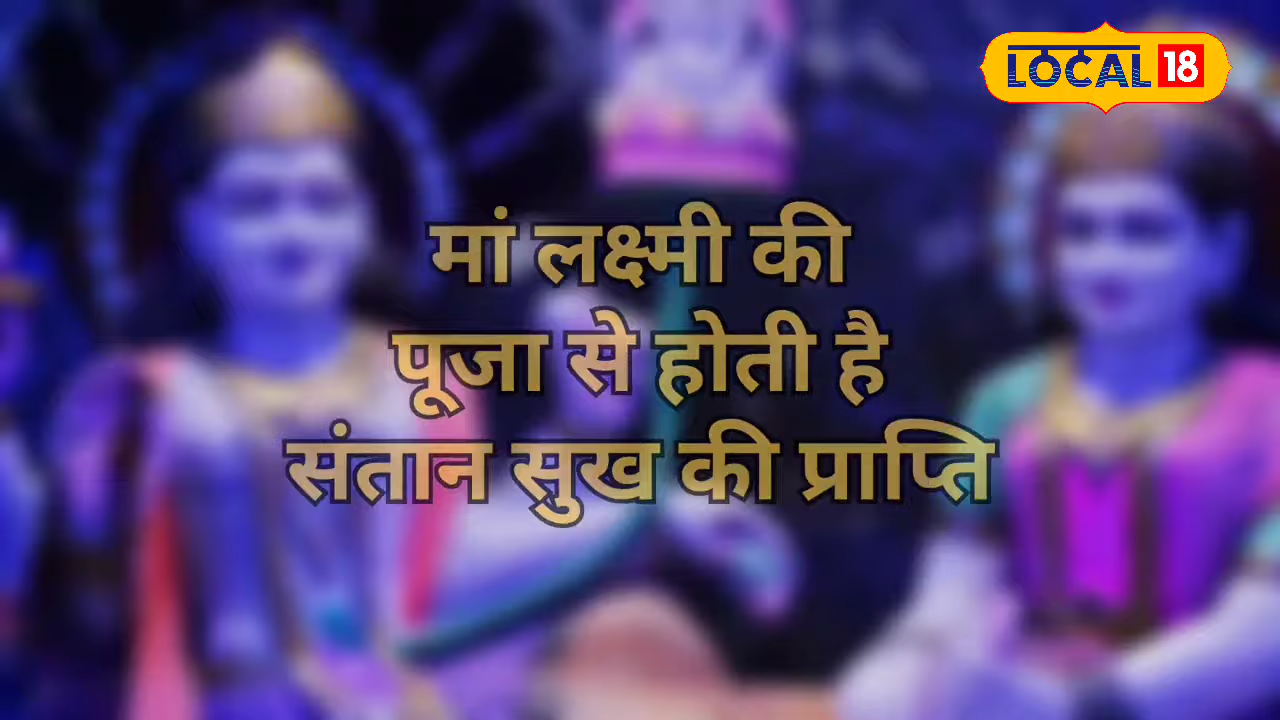 LOCAL 18
मां लक्ष्मी की
पूजा से होती है
संतान सुख की प्राप्ति